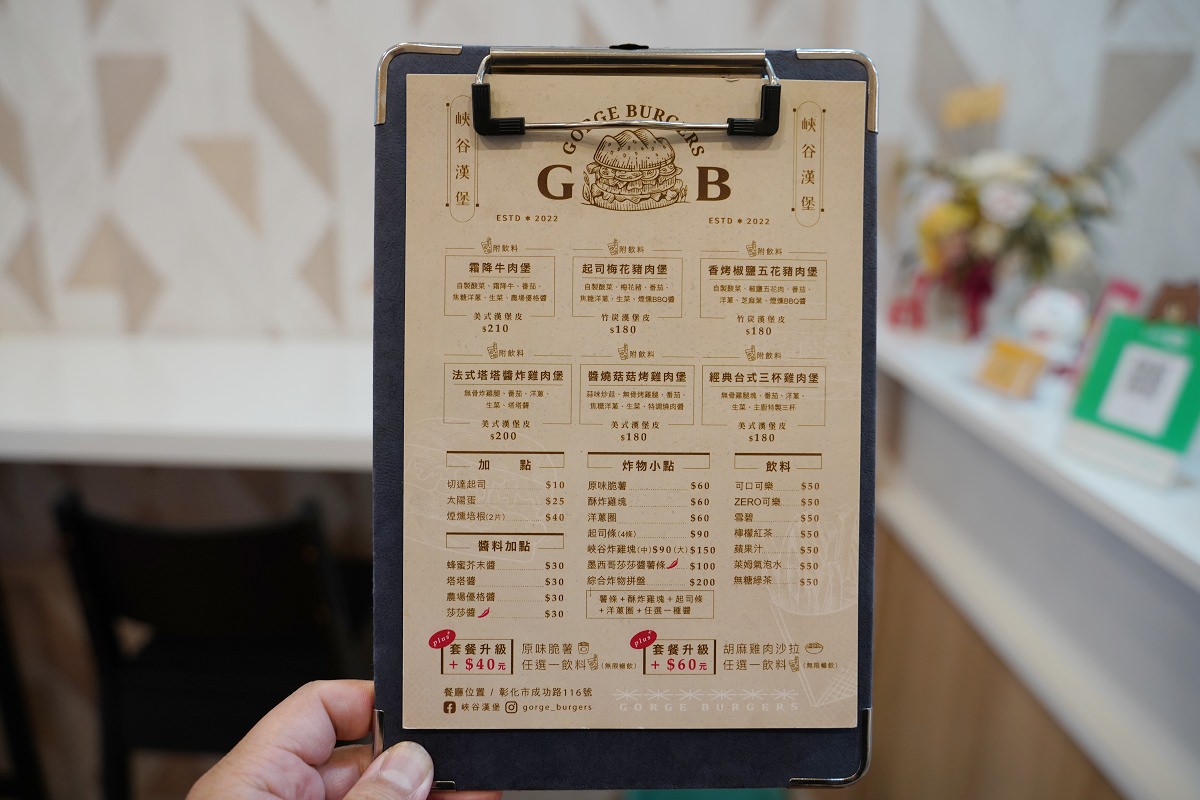 峽谷漢堡
GORGE BURGERS
峽谷漢堡
G B
ESTD * 2022
ESTD * 2022
附飲料
霜降牛肉堡
自製酸菜、霜降牛、番茄、
焦糖洋蔥、生菜、農場優格醬
美式漢堡皮
$210
附飲料
起司梅花豬肉堡
自製酸菜、梅花豬、番茄、
焦糖洋蔥、生菜、煙燻BBQ醬
竹炭漢堡皮
$180
附飲料
香烤椒鹽五花豬肉堡
自製酸菜、椒鹽五花肉、番茄、
洋蔥、芝麻葉、煙燻BBQ醬
竹炭漢堡皮
$180
附飲料
法式塔塔醬炸雞肉堡
無骨炸雞腿、番茄、洋蔥、
生菜、塔塔醬
美式漢堡皮
$200
附飲料
醬燒菇菇烤雞肉堡
蒜味炒菇、無骨烤雞腿、番茄、
焦糖洋蔥、生菜、特調燒肉醬
美式漢堡皮
$180
附飲料
經典台式三杯雞肉堡
無骨雞腿塊、番茄、洋蔥、
生菜、主廚特製三杯
美式漢堡皮
$180
加 點
切達起司 $10
太陽蛋 $25
煙燻培根(2片) $40
醬料加點
蜂蜜芥末醬 $30
塔塔醬 $30
農場優格醬 $30
莎莎醬 $30
炸物小點
原味脆薯 $60
酥炸雞塊 $60
洋蔥圈 $60
起司條(4條) $90
峽谷炸雞塊(中)$90(大)$150
墨西哥莎莎醬薯條 $100
綜合炸物拼盤 $200
薯條+酥炸雞塊+起司條
+洋蔥圈+任選一種醬
飲料
可口可樂 $50
ZERO可樂 $50
雪碧 $50
檸檬紅茶 $50
蘋果汁 $50
萊姆氣泡水 $50
無糖綠茶 $50
plus+
套餐升級
+ $40元
原味脆薯
任選一飲料(無限暢飲)
plus+
套餐升級
+ $60元
胡麻雞肉沙拉
任選一飲料(無限暢飲)
餐廳位置 / 彰化市成功路116號
峽谷漢堡 gorge_burgers
GORGE BURGERS